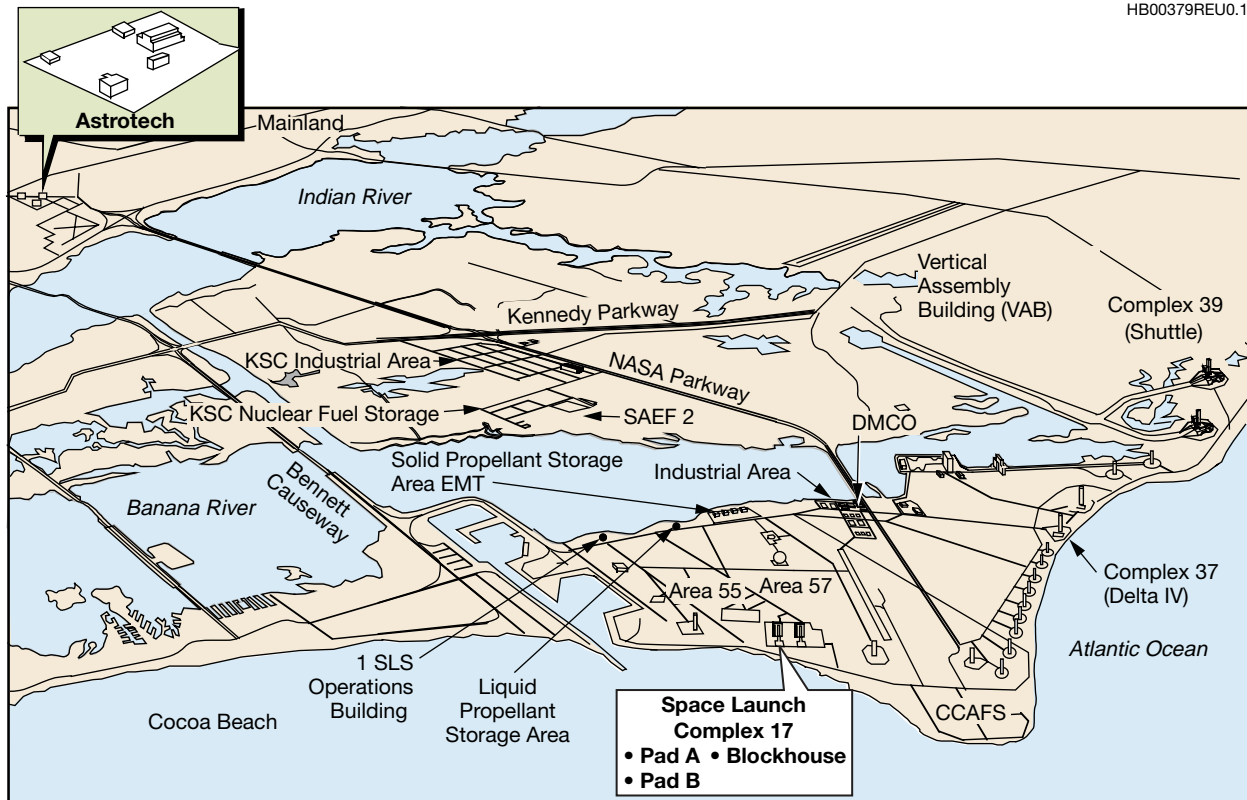 HB00379REU0.1
Astrotech
Mainland
Indian River
Vertical
Assembly
Building (VAB)
Complex 39
(Shuttle)
Kennedy Parkway
KSC Industrial Area
NASA Parkway
KSC Nuclear Fuel Storage
SAEF 2
DMCO
Solid Propellant Storage
Area EMT
Industrial Area
Bennett
Causeway
Banana River
Area 55
Area 57
Complex 37
(Delta IV)
Atlantic Ocean
1 SLS
Operations
Building
Liquid
Propellant
Storage Area
Cocoa Beach
Space Launch
Complex 17
• Pad A • Blockhouse
• Pad B
CCAFS